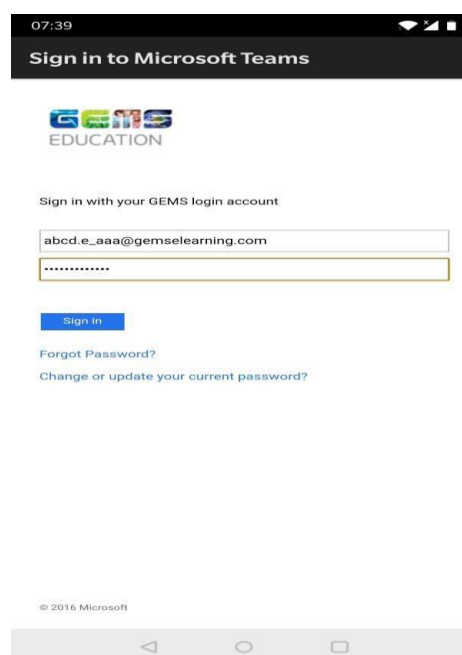 07:39
Sign in to Microsoft Teams
GEMS
EDUCATION
Sign in with your GEMS login account
abcd.e_aaa@gemselearning.com
•••••••••••••
Sign in
Forgot Password?
Change or update your current password?
© 2016 Microsoft